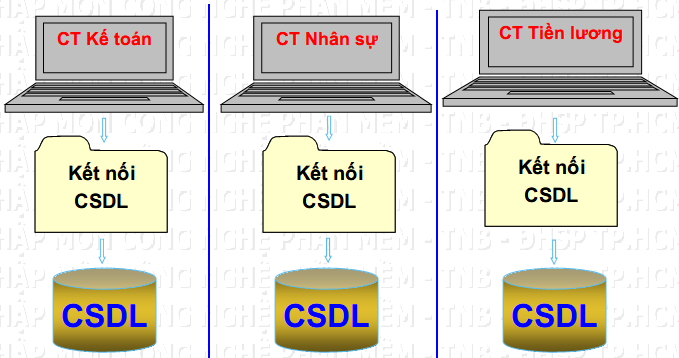 CT Kế toán
CT Nhân sự
CT Tiền lương
Kết nối
CSDL
Kết nối
CSDL
Kết nối
CSDL
CSDL
CSDL
CSDL